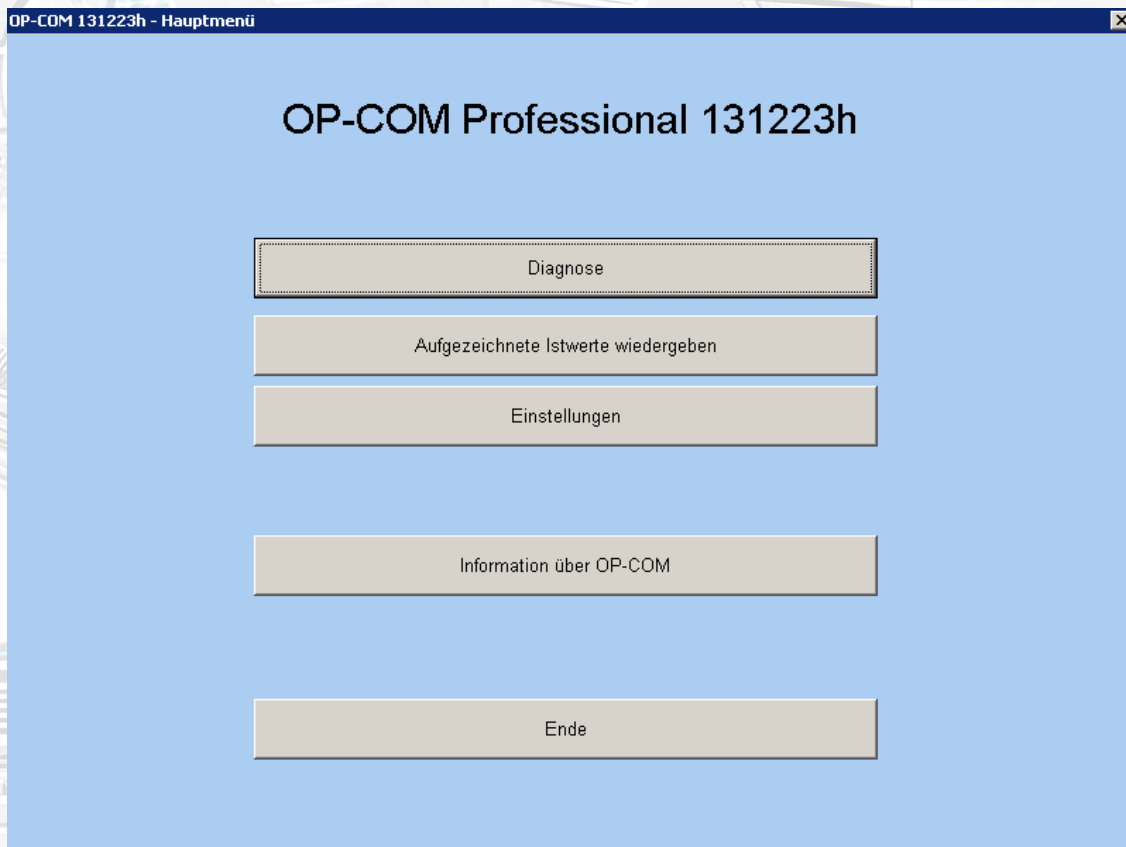 OP-COM 131223h - Hauptmenü
OP-COM Professional 131223h
Diagnose
Aufgezeichnete Istwerte wiedergeben
Einstellungen
Information über OP-COM
Ende